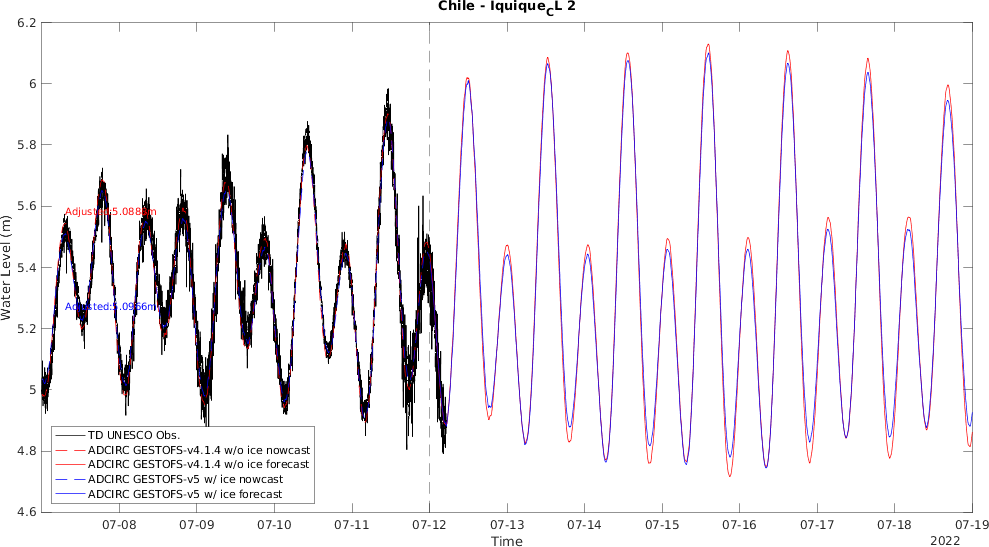 Chile - Iquique_CL 2
6.2
6
5.8
5.6
5.4
5.2
5
4.8
4.6
Water Level (m)
Adjusted:5.0966m
TD UNESCO Obs.
ADCIRC GESTOFS-v4.1.4 w/o ice nowcast
ADCIRC GESTOFS-v4.1.4 w/o ice forecast
ADCIRC GESTOFS-v5 w/ ice nowcast
ADCIRC GESTOFS-v5 w/ ice forecast
07-08 07-09 07-10 07-11 07-12 07-13 07-14 07-15 07-16 07-17 07-18 07-19
Time
2022